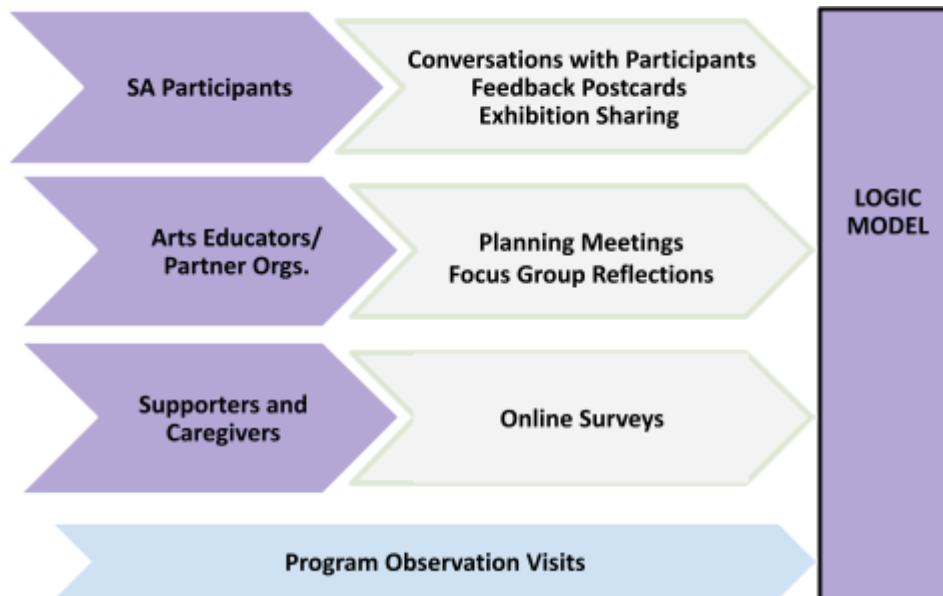 SA Participants
Conversations with Participants
Feedback Postcards
Exhibition Sharing
Arts Educators/
Partner Orgs.
Planning Meetings
Focus Group Reflections
Supporters and
Caregivers
Online Surveys
Program Observation Visits
LOGIC
MODEL